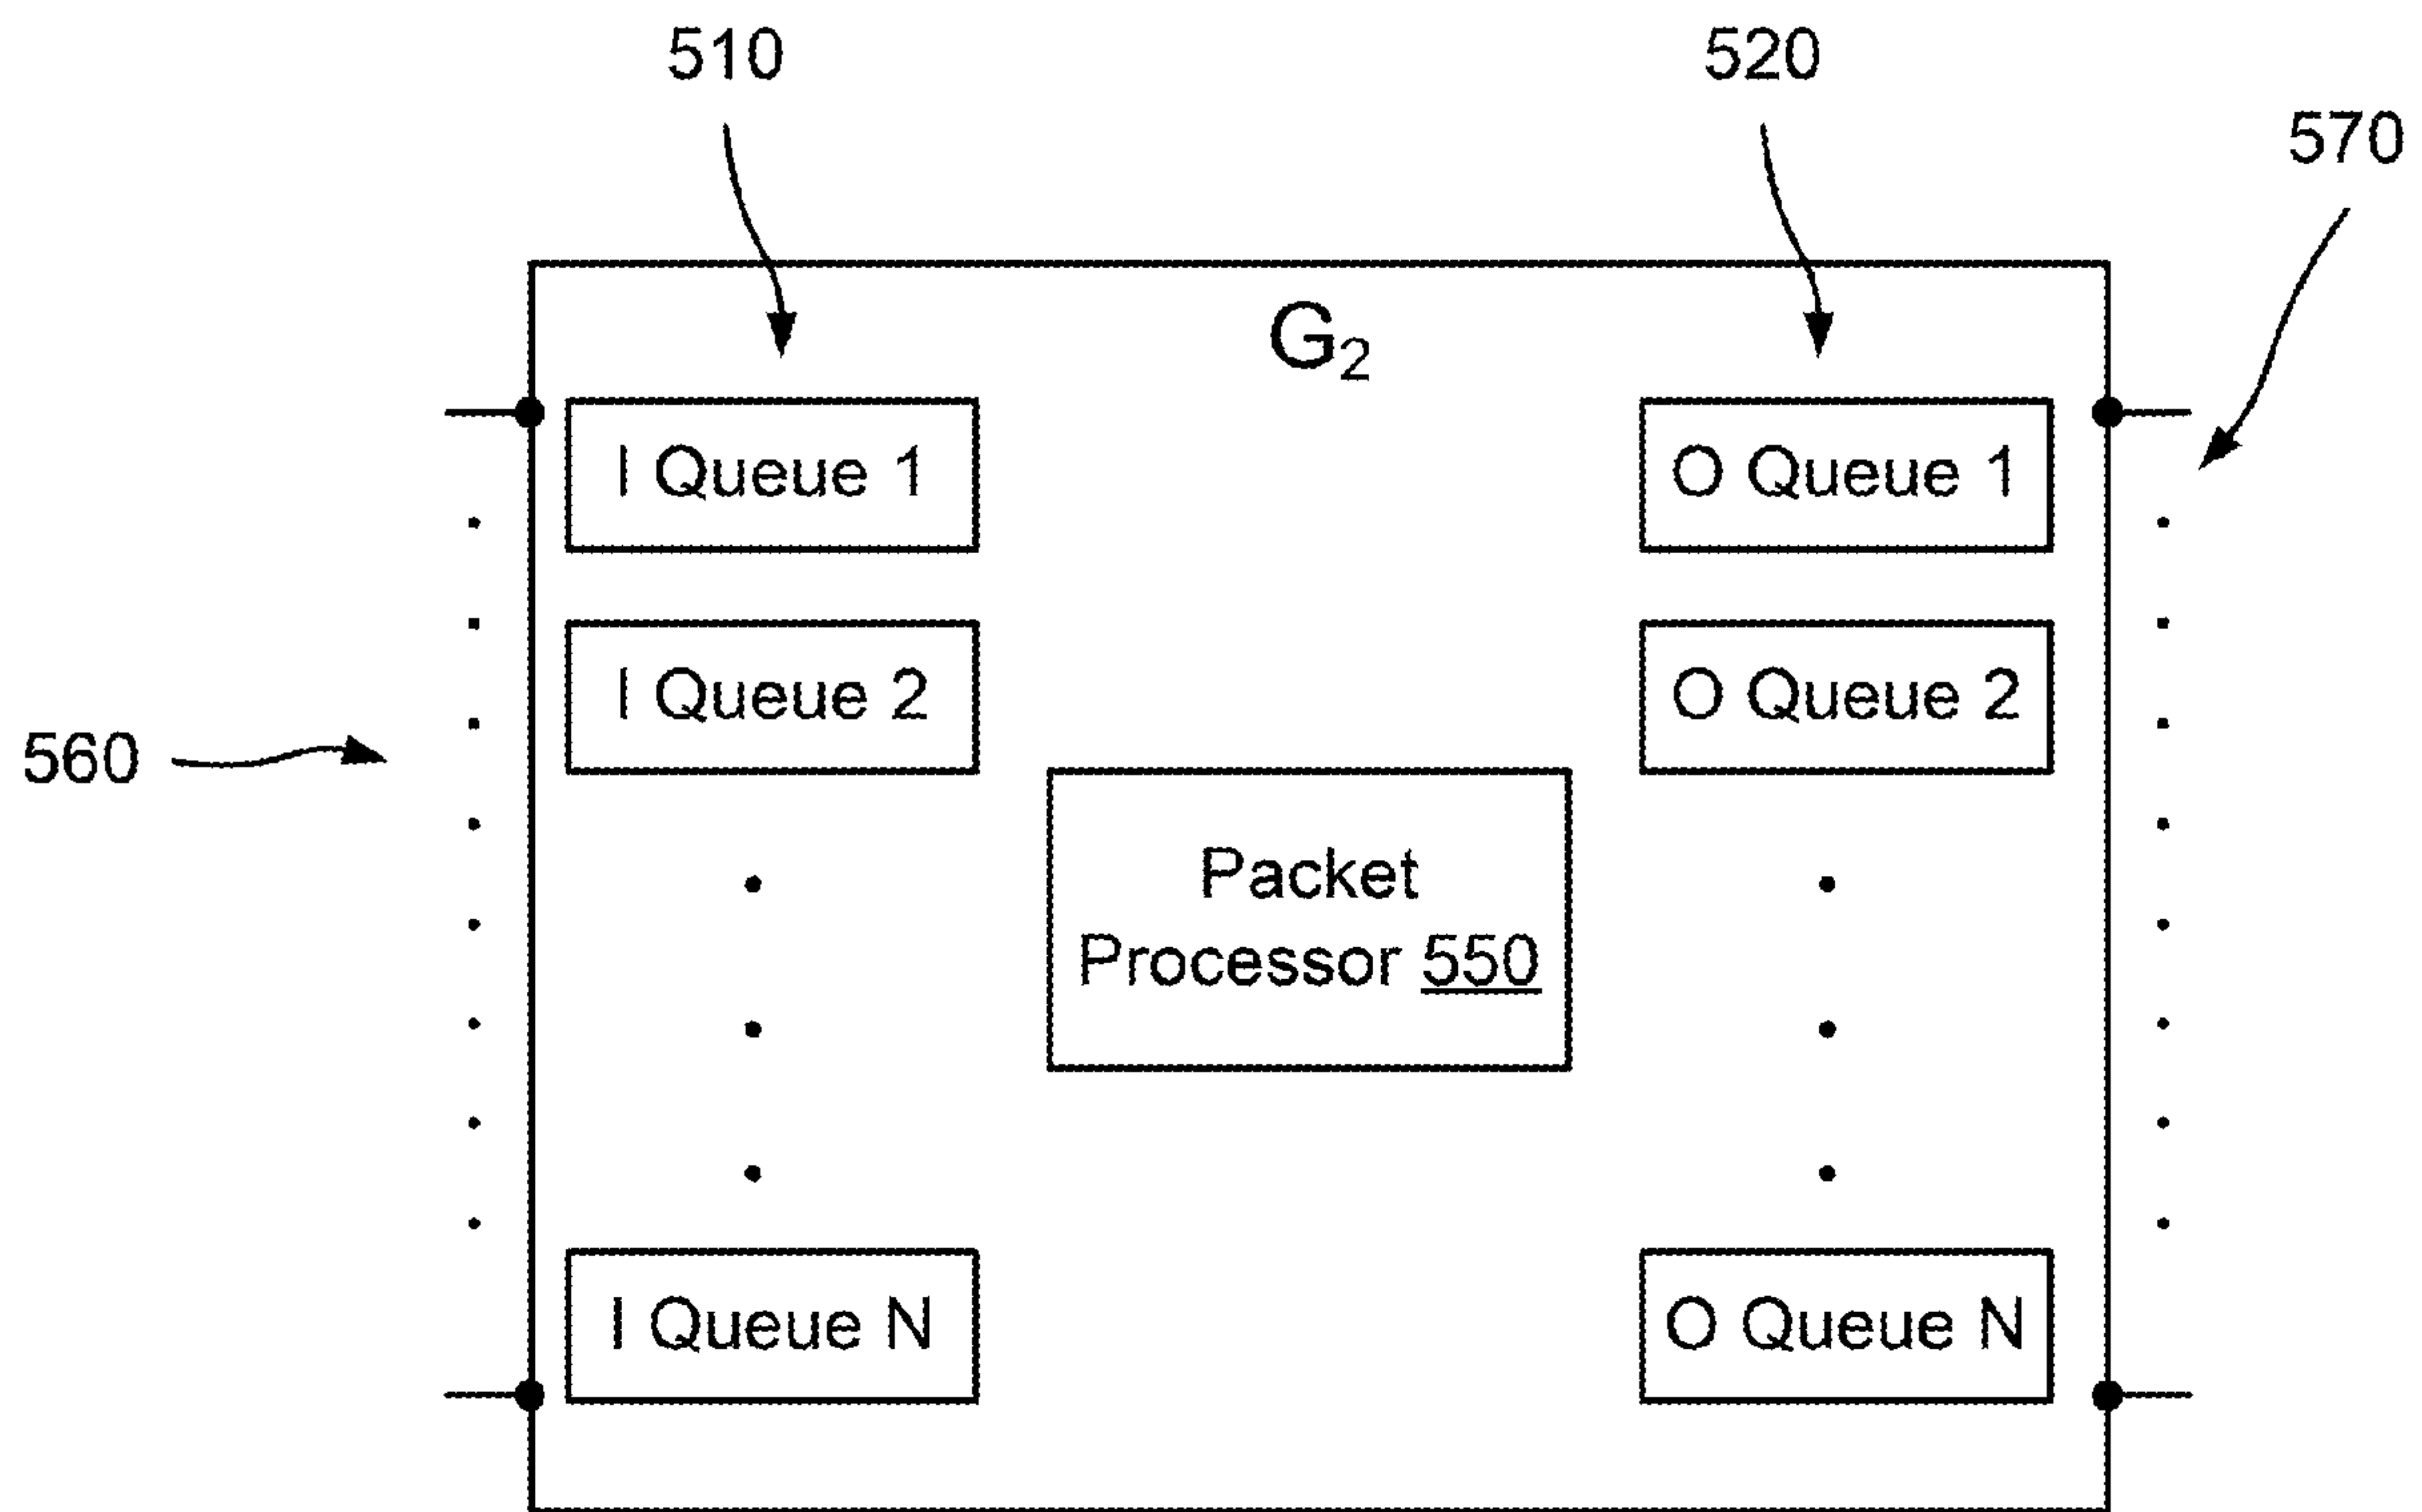 510
520
570
G₂
I Queue 1
O Queue 1
I Queue 2
O Queue 2
560
Packet
Processor 550
I Queue N
O Queue N